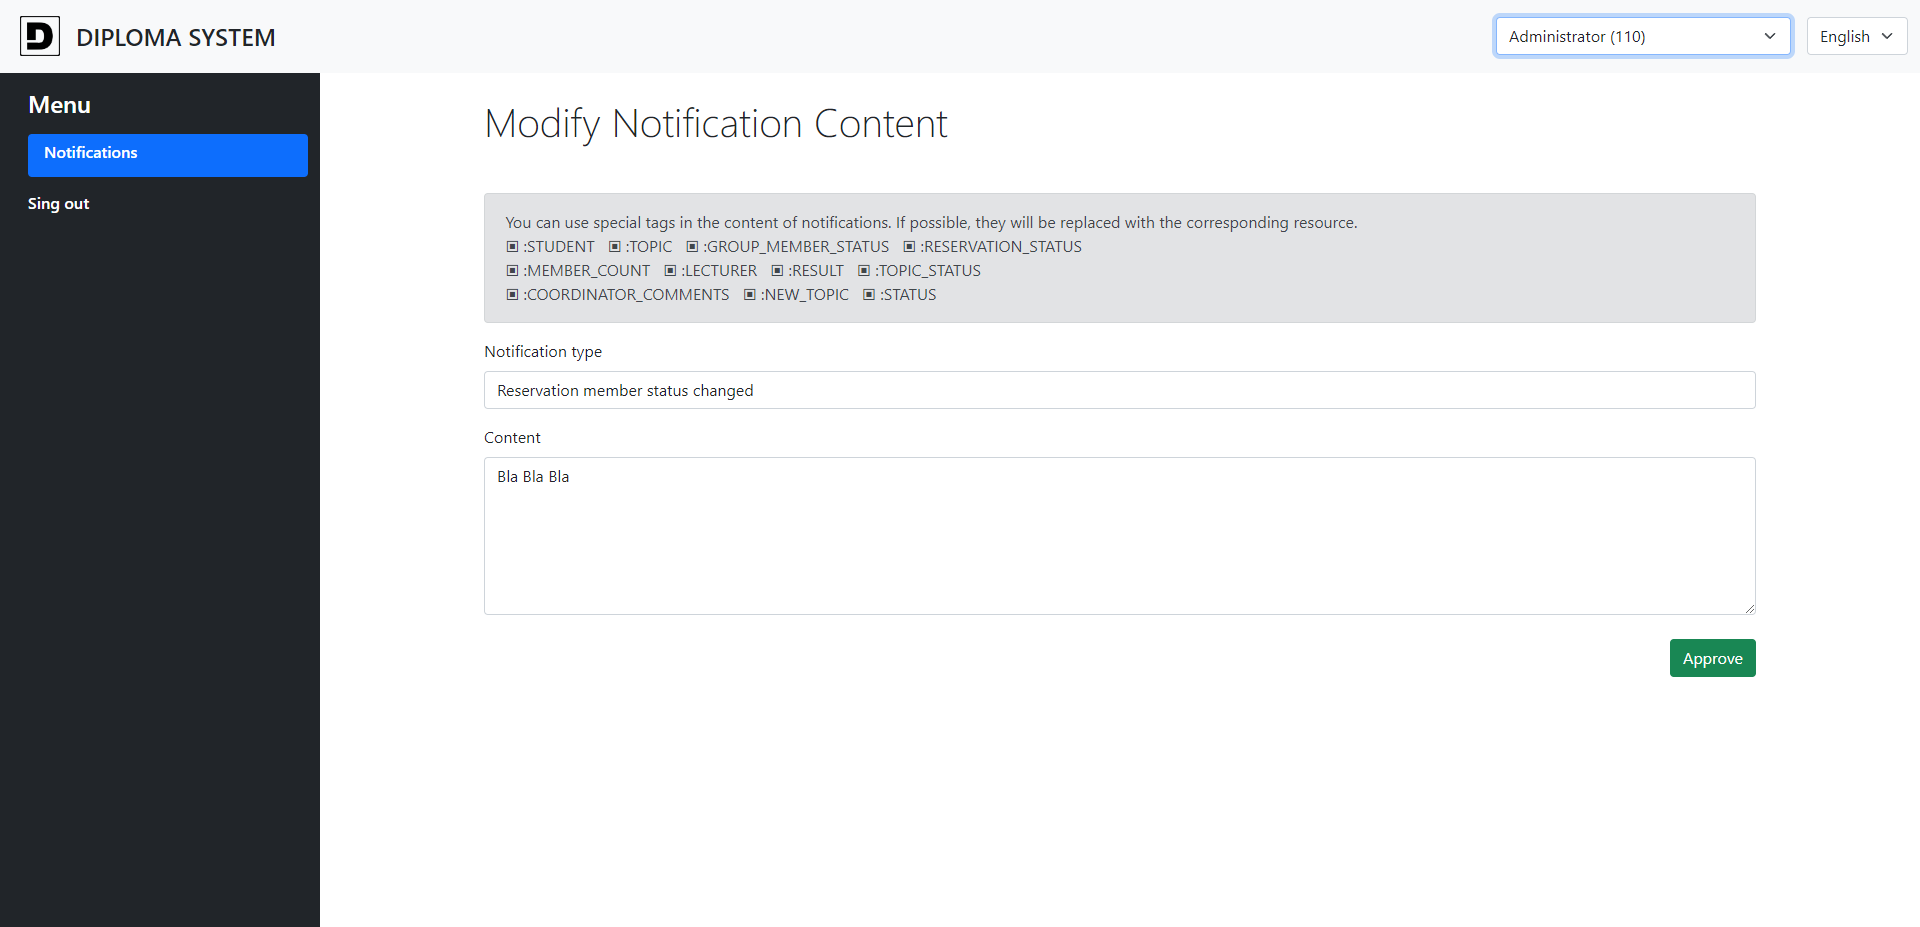 D DIPLOMA SYSTEM
Administrator (110)
English
Menu
Notifications
Sing out
Modify Notification Content
You can use special tags in the content of notifications. If possible, they will be replaced with the corresponding resource.
▣ :STUDENT ▣ :TOPIC ▣ :GROUP_MEMBER_STATUS ▣ :RESERVATION_STATUS
▣ :MEMBER_COUNT ▣ :LECTURER ▣ :RESULT ▣ :TOPIC_STATUS
▣ :COORDINATOR_COMMENTS ▣ :NEW_TOPIC ▣ :STATUS
Notification type
Reservation member status changed
Content
Bla Bla Bla
Approve